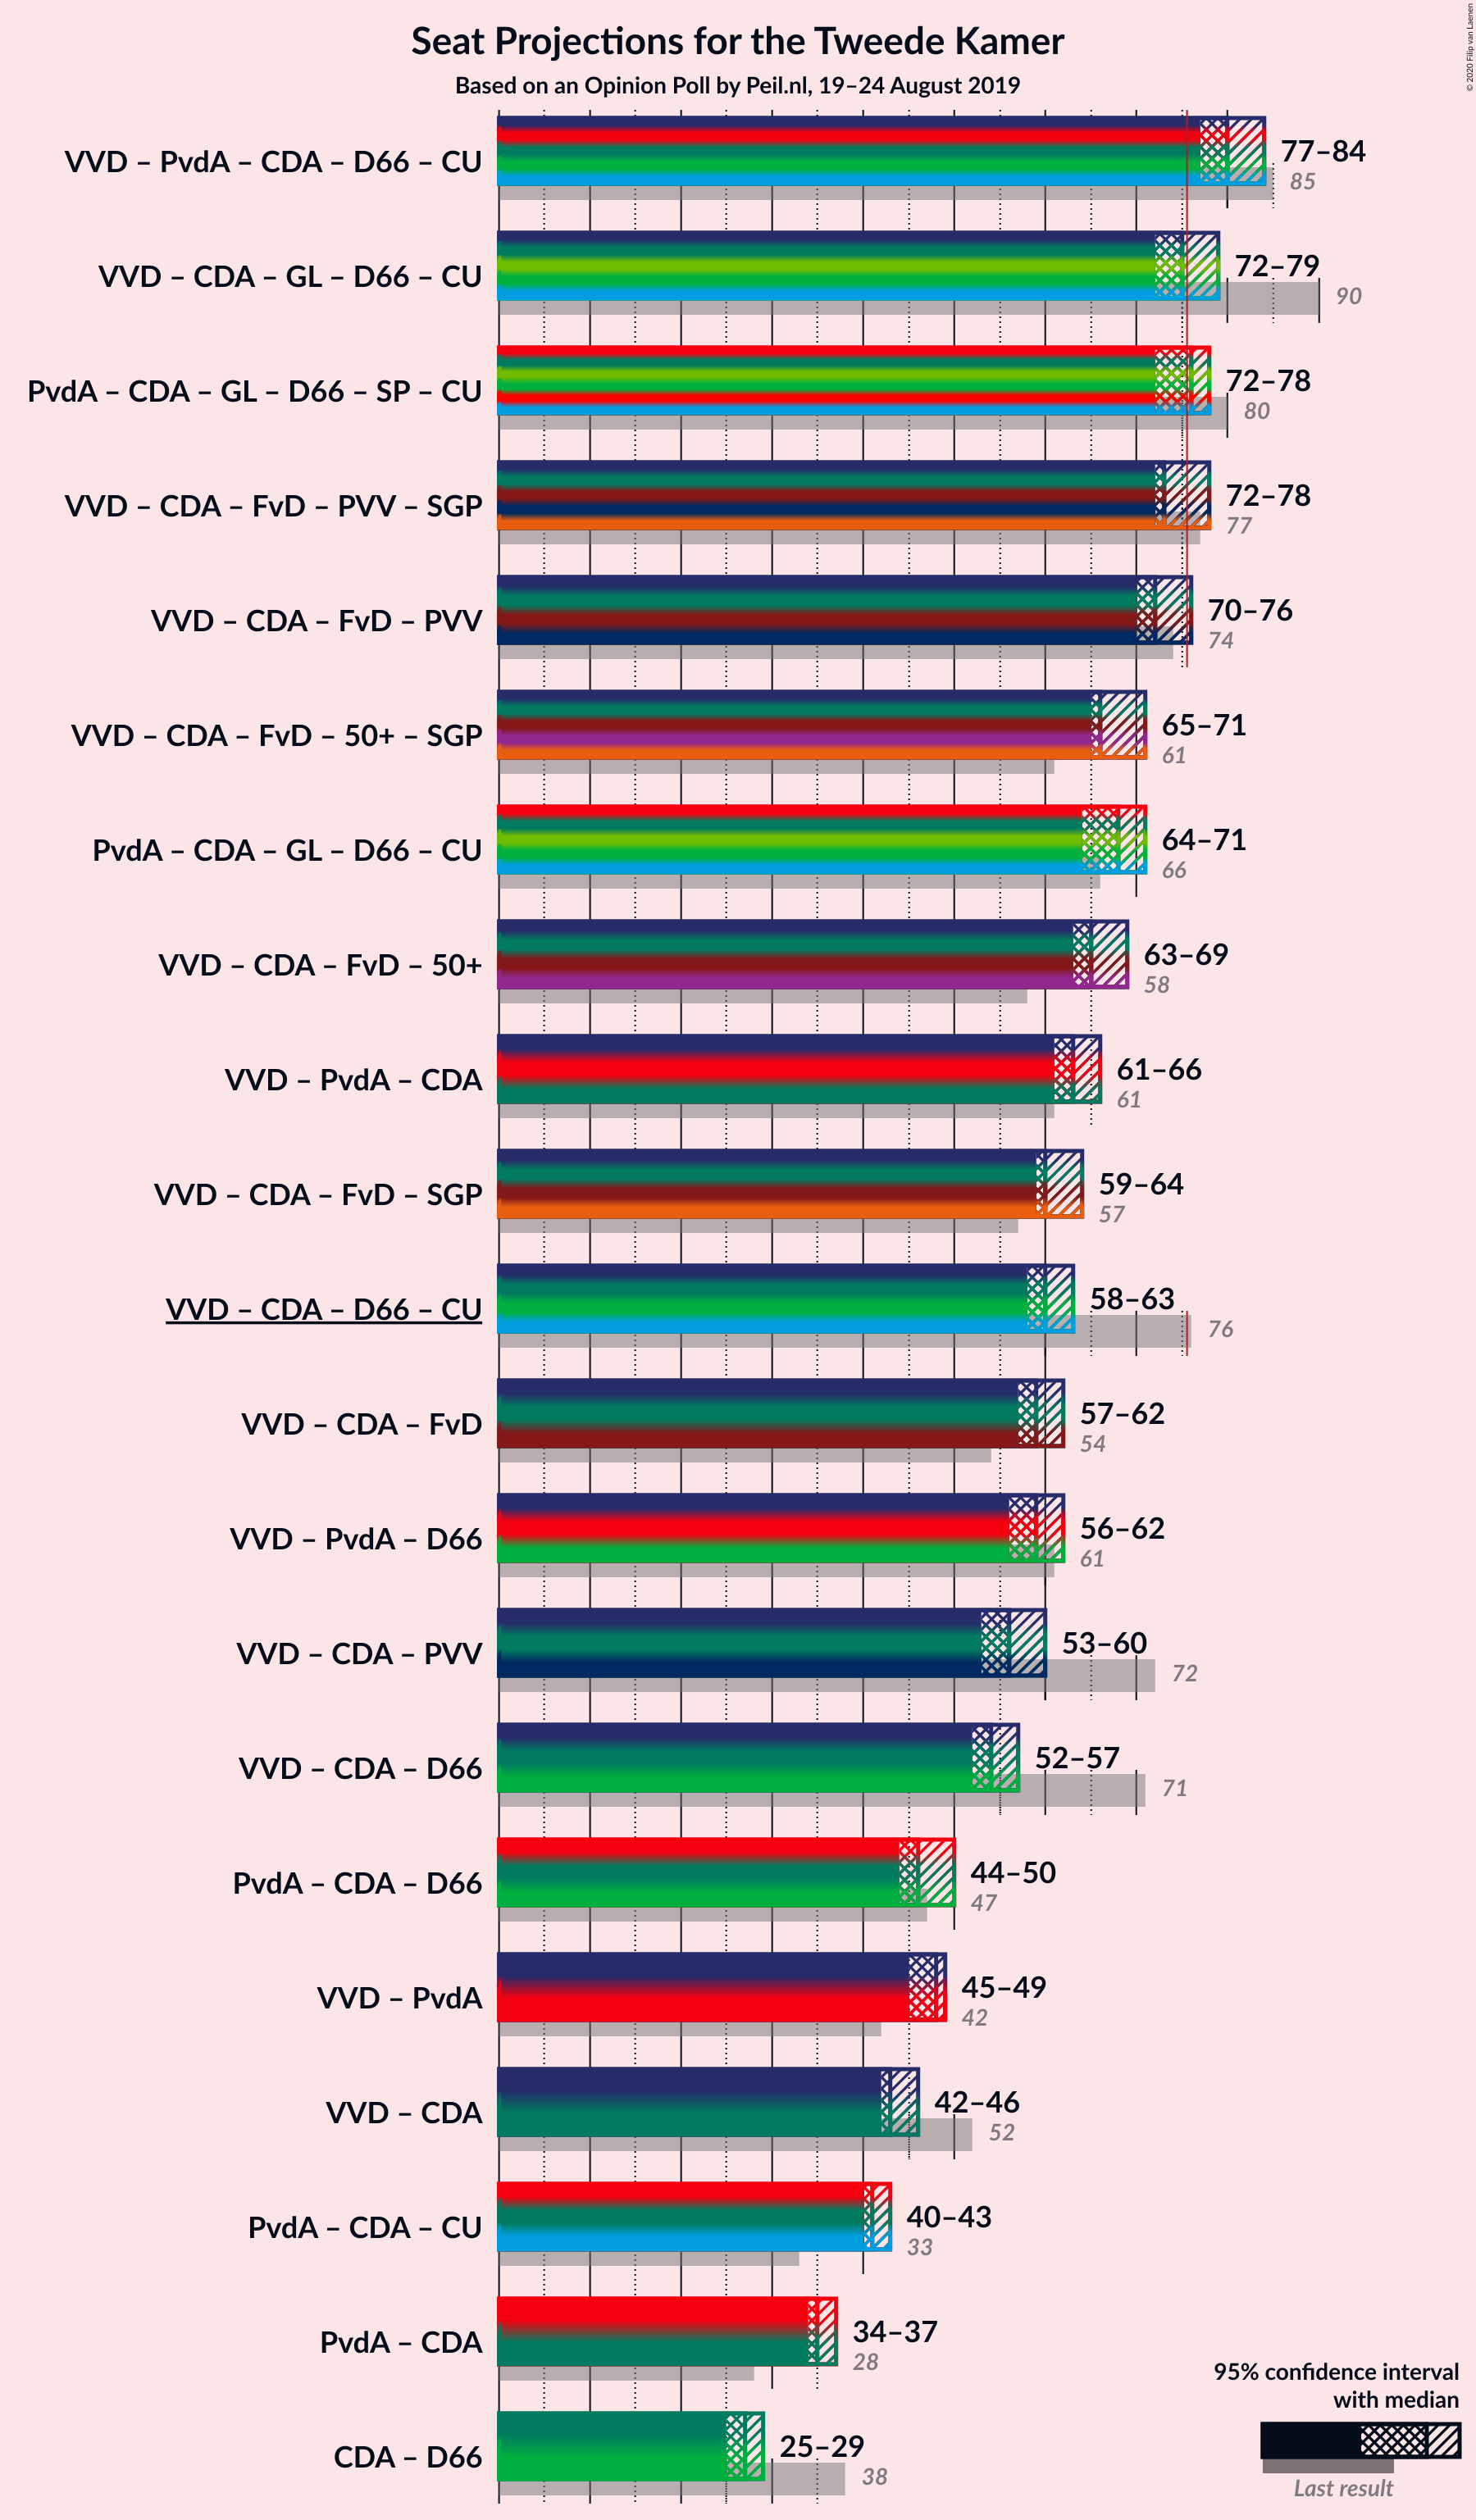 Seat Projections for the Tweede Kamer
Based on an Opinion Poll by Peil.nl, 19–24 August 2019
© 2020 Filip van Laenen
VVD – PvdA – CDA – D66 – CU
77–84
85
VVD – CDA – GL – D66 – CU
72–79
90
PvdA – CDA – GL – D66 – SP – CU
72–78
80
VVD – CDA – FvD – PVV – SGP
72–78
77
VVD – CDA – FvD – PVV
70–76
74
VVD – CDA – FvD – 50+ – SGP
65–71
61
PvdA – CDA – GL – D66 – CU
64–71
66
VVD – CDA – FvD – 50+
63–69
58
VVD – PvdA – CDA
61–66
61
VVD – CDA – FvD – SGP
59–64
57
VVD – CDA – D66 – CU
58–63
76
VVD – CDA – FvD
57–62
54
VVD – PvdA – D66
56–62
61
VVD – CDA – PVV
53–60
72
VVD – CDA – D66
52–57
71
PvdA – CDA – D66
44–50
47
VVD – PvdA
45–49
42
VVD – CDA
42–46
52
PvdA – CDA – CU
40–43
33
PvdA – CDA
34–37
28
CDA – D66
25–29
38
95% confidence interval
with median
Last result